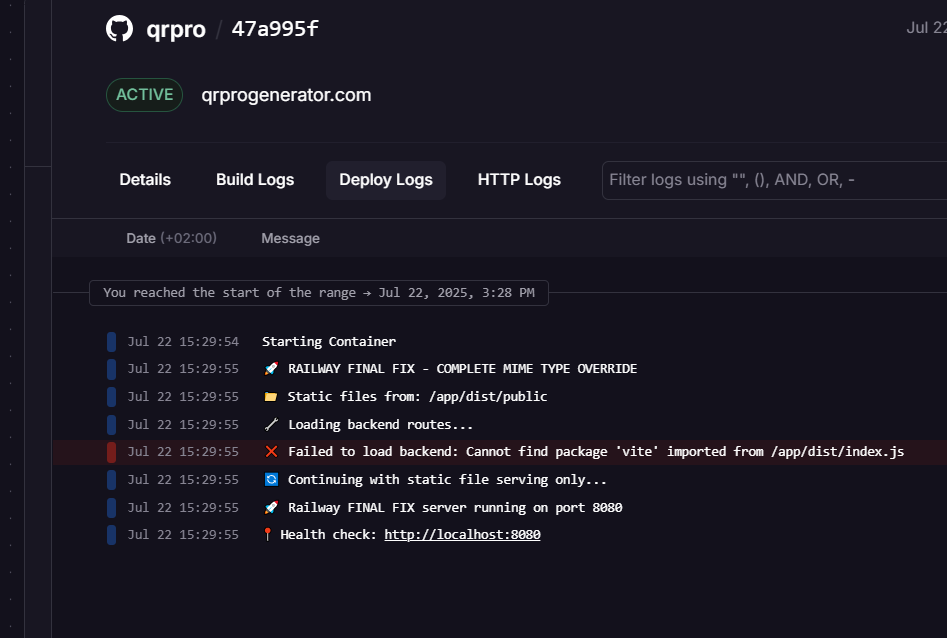 qrpro / 47a995f
Jul 22
ACTIVE qrprogenerator.com
Details Build Logs Deploy Logs HTTP Logs Filter logs using "", (), AND, OR, -
Date (+02:00) Message
You reached the start of the range → Jul 22, 2025, 3:28 PM
Jul 22 15:29:54 Starting Container
Jul 22 15:29:55 🚀 RAILWAY FINAL FIX - COMPLETE MIME TYPE OVERRIDE
Jul 22 15:29:55 📁 Static files from: /app/dist/public
Jul 22 15:29:55 🔧 Loading backend routes...
Jul 22 15:29:55 ❌ Failed to load backend: Cannot find package 'vite' imported from /app/dist/index.js
Jul 22 15:29:55 🔄 Continuing with static file serving only...
Jul 22 15:29:55 🚀 Railway FINAL FIX server running on port 8080
Jul 22 15:29:55 📍 Health check: http://localhost:8080